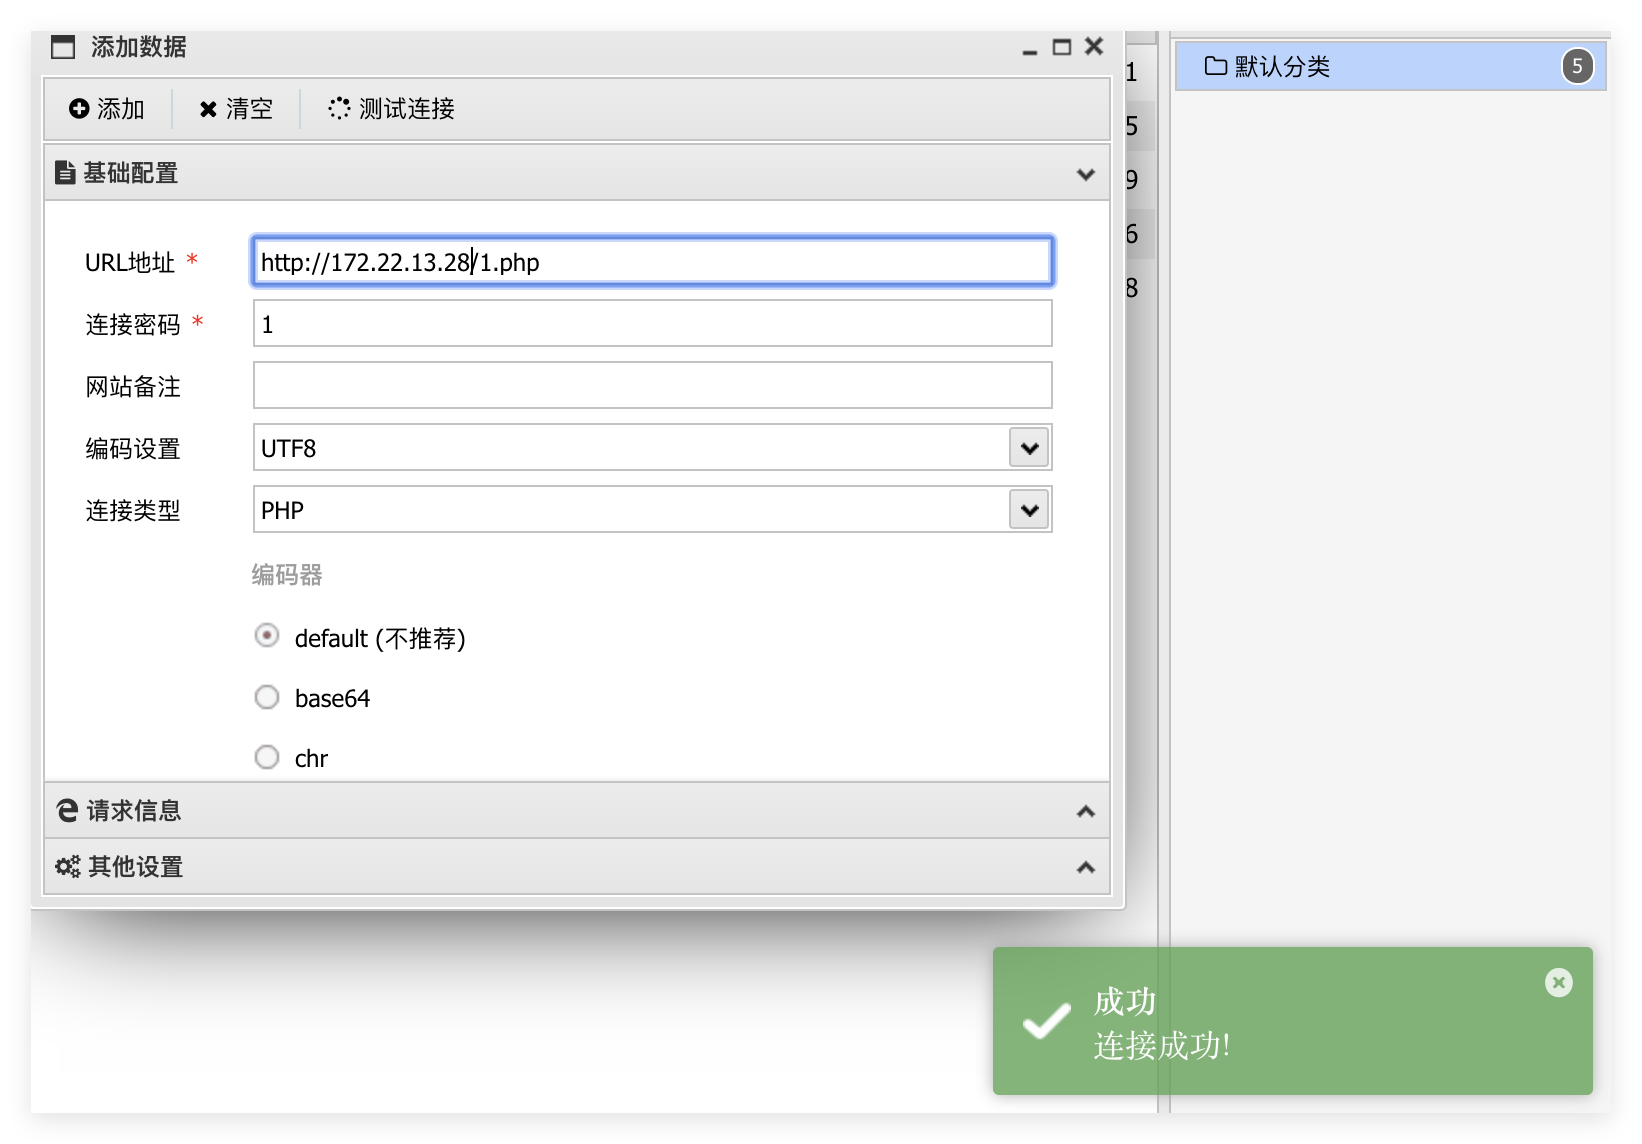 添加数据
添加 清空 测试连接
基础配置
URL地址 * http://172.22.13.28/1.php
连接密码 * 1
网站备注
编码设置 UTF8
连接类型 PHP
编码器
default (不推荐)
base64
chr
请求信息
其他设置
1
5
9
6
8
默认分类 5
成功
连接成功!